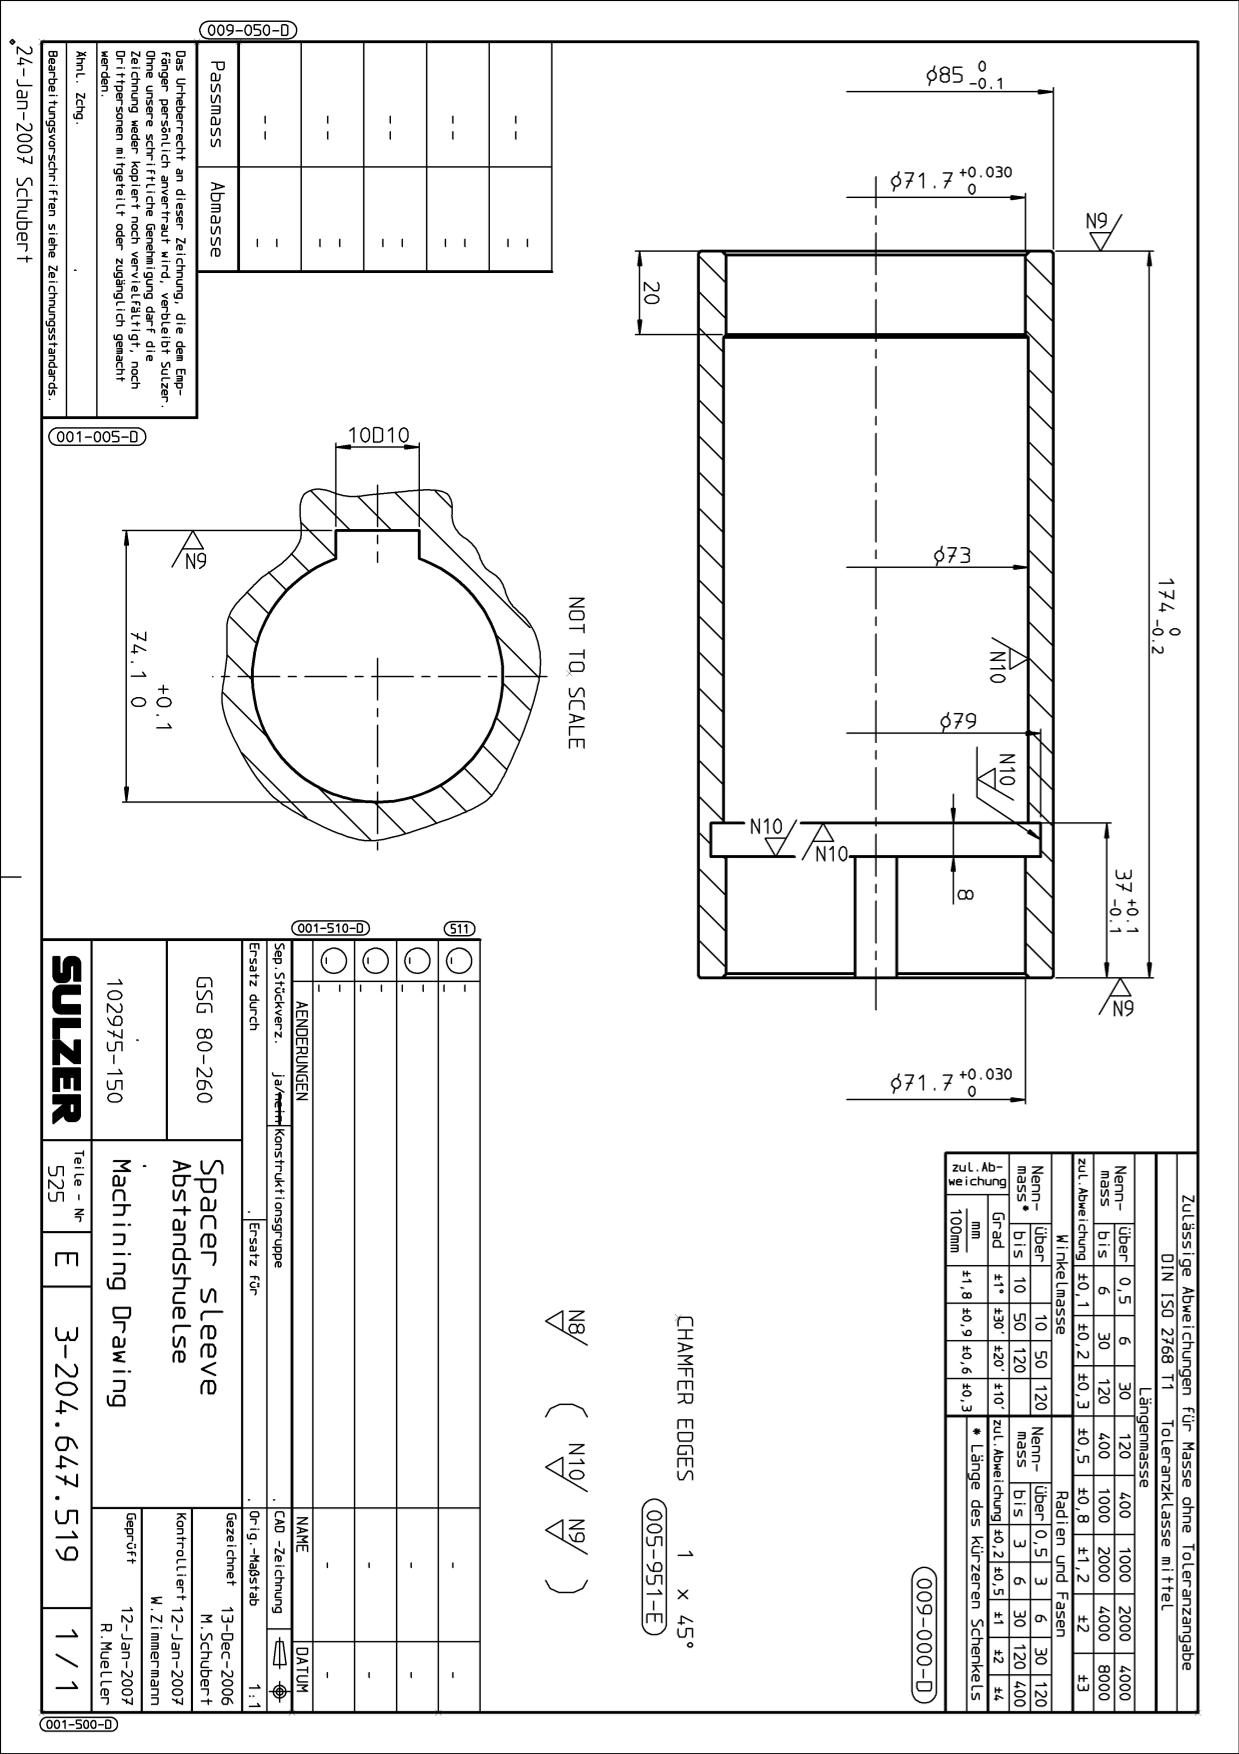 009-050-D
Passmass Abmasse
-- --
-- --
-- --
-- --
-- --
Das Urheberrecht an dieser Zeichnung, die dem Emp-
fänger persönlich anvertraut wird, verbleibt Sulzer.
Ohne unsere schriftliche Genehmigung darf die
Zeichnung weder kopiert noch vervielfältigt, noch
Drittpersonen mitgeteilt oder zugänglich gemacht
werden.
Ähnl. Zchg.
Bearbeitungsvorschriften siehe Zeichnungsstandards.
24-Jan-2007 Schubert
001-005-D
ϕ85 0 -0.1
ϕ71.7 +0.030 0
N9
20
174 0 -0.2
ϕ73
N10
ϕ79
N10
N10
N10
8
37 +0.1 -0.1
N9
ϕ71.7 +0.030 0
10D10
N9
74.1 +0.1 0
NOT TO SCALE
Zulässige Abweichungen für Masse ohne Toleranzangabe
DIN ISO 2768 T1 Toleranzklasse mittel
Längenmasse
Nenn-mass über 0,5 6 30 120 400 1000 2000 4000
bis 6 30 120 400 1000 2000 4000 8000
zul.Abweichung ±0,1 ±0,2 ±0,3 ±0,5 ±0,8 ±1,2 ±2 ±3
Winkelmasse
Nenn-mass* über 10 50 120
bis 10 50 120
zul.Ab-weichung Grad ±1° ±30' ±20' ±10'
mm 100mm ±1,8 ±0,9 ±0,6 ±0,3
Radien und Fasen
Nenn-mass über 0,5 3 6 30 120
bis 3 6 30 120 400
zul.Abweichung ±0,2 ±0,5 ±1 ±2 ±4
* Länge des kürzeren Schenkels
009-000-D
CHAMFER EDGES 1 x 45°
005-951-E
N8 ( N10 N9 )
511
001-510-D
- - - - -
- - - - -
- - - - -
- - - - -
AENDERUNGEN NAME DATUM
Sep.Stückverz. ja/nein Konstruktionsgruppe CAD-Zeichnung
Ersatz durch . Ersatz für . Orig.-Maßstab 1:1
GSG 80-260
102975-150
SULZER
Spacer sleeve
Abstandshuelse
Machining Drawing
Gezeichnet 13-Dec-2006
M.Schubert
Kontrolliert 12-Jan-2007
W.Zimmermann
Geprüft 12-Jan-2007
R.Mueller
Teile - Nr
525
E
3-204.647.519
1 / 1
001-500-D